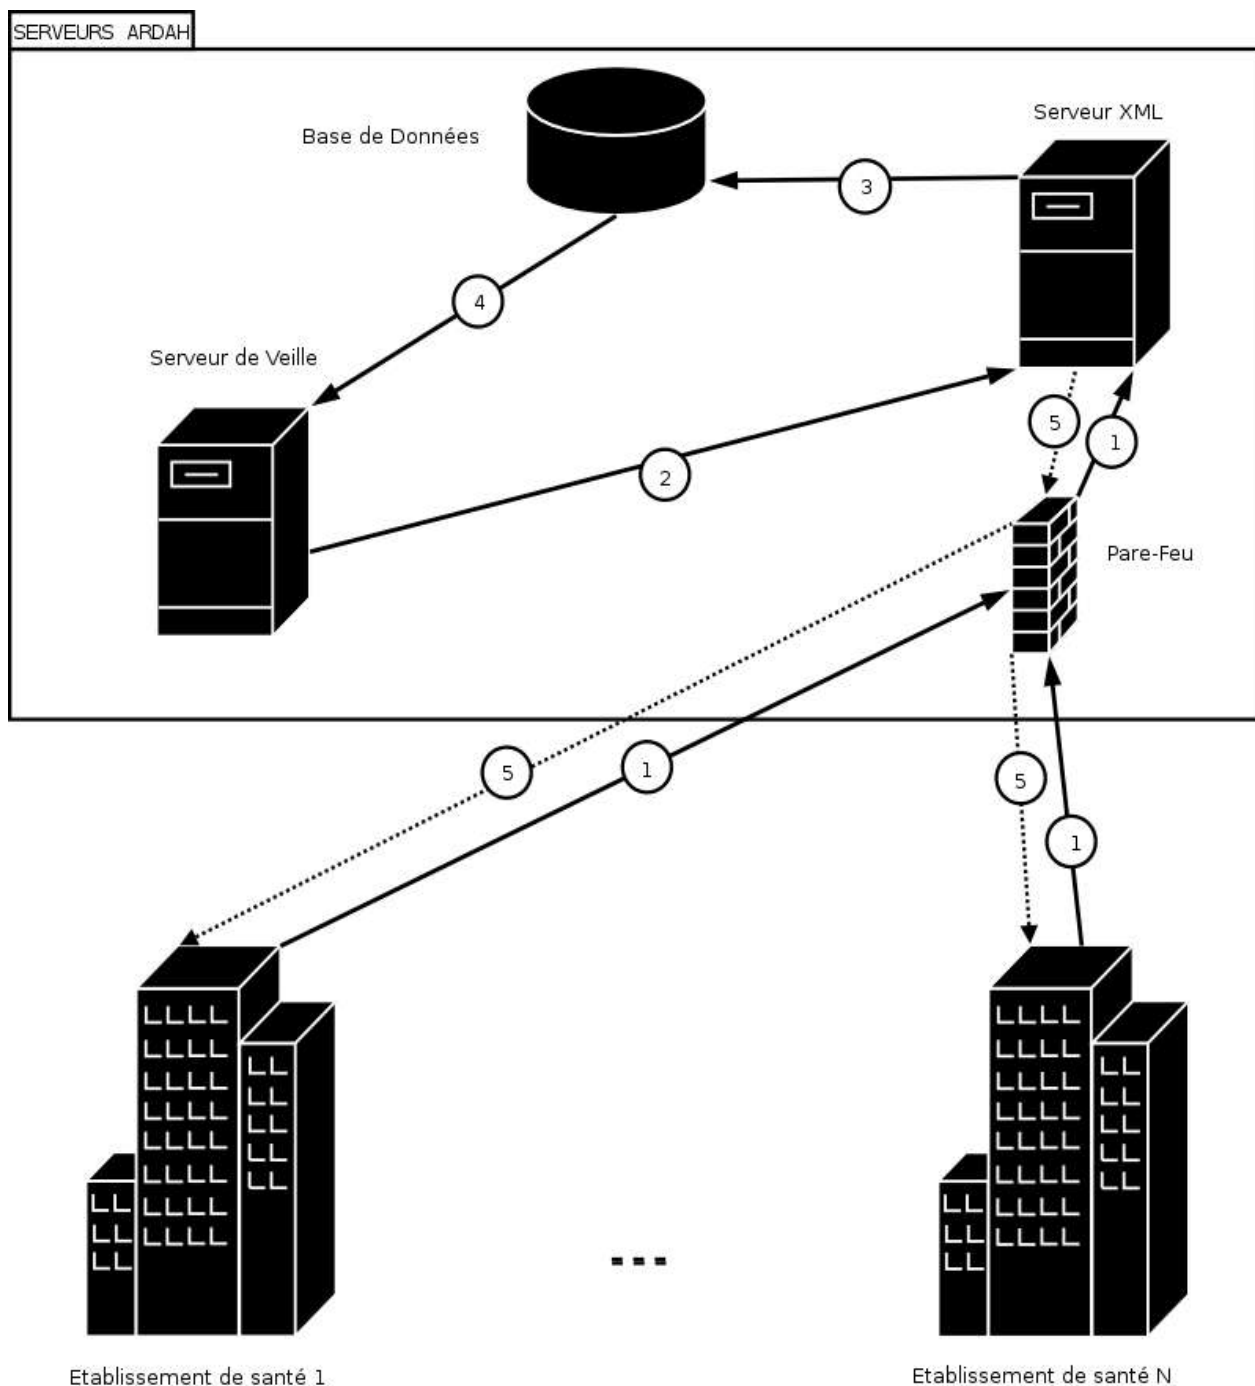 SERVEURS ARDAH
Serveur XML
Base de Données
3
4
Serveur de Veille
5
1
2
Pare-Feu
5
1
5
1
---
Etablissement de santé 1
Etablissement de santé N